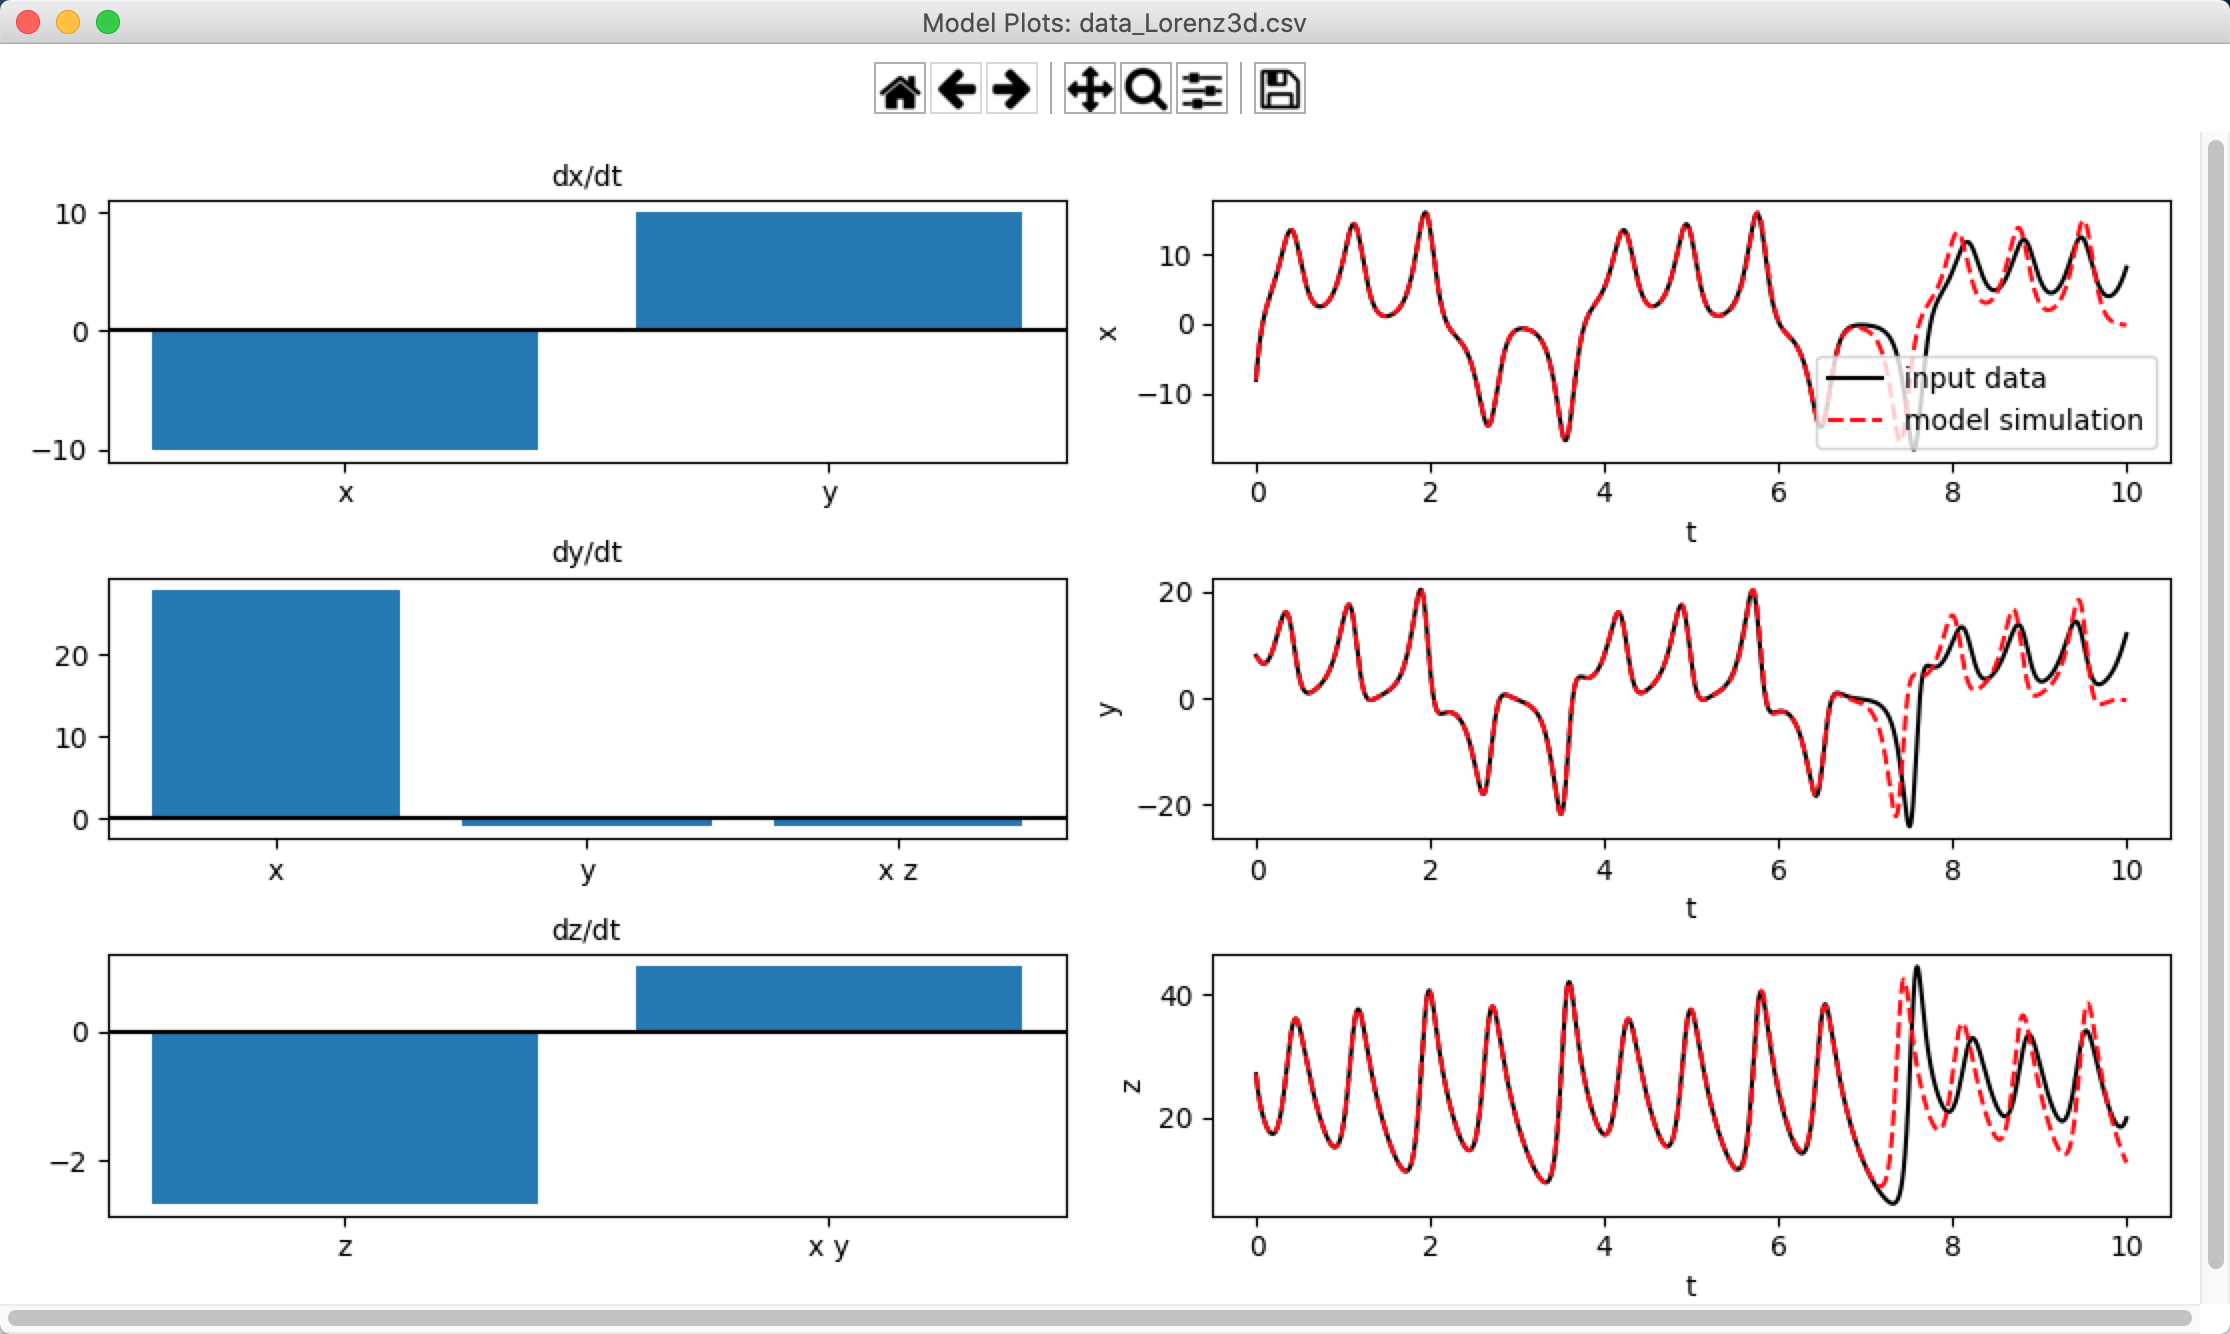 Model Plots: data_Lorenz3d.csv
dx/dt
10
0
−10
x y
x
10
0
−10
input data
model simulation
0 2 4 6 8 10
t
dy/dt
20
10
0
x y x z
y
20
0
−20
0 2 4 6 8 10
t
dz/dt
0
−2
z x y
z
40
20
0 2 4 6 8 10
t